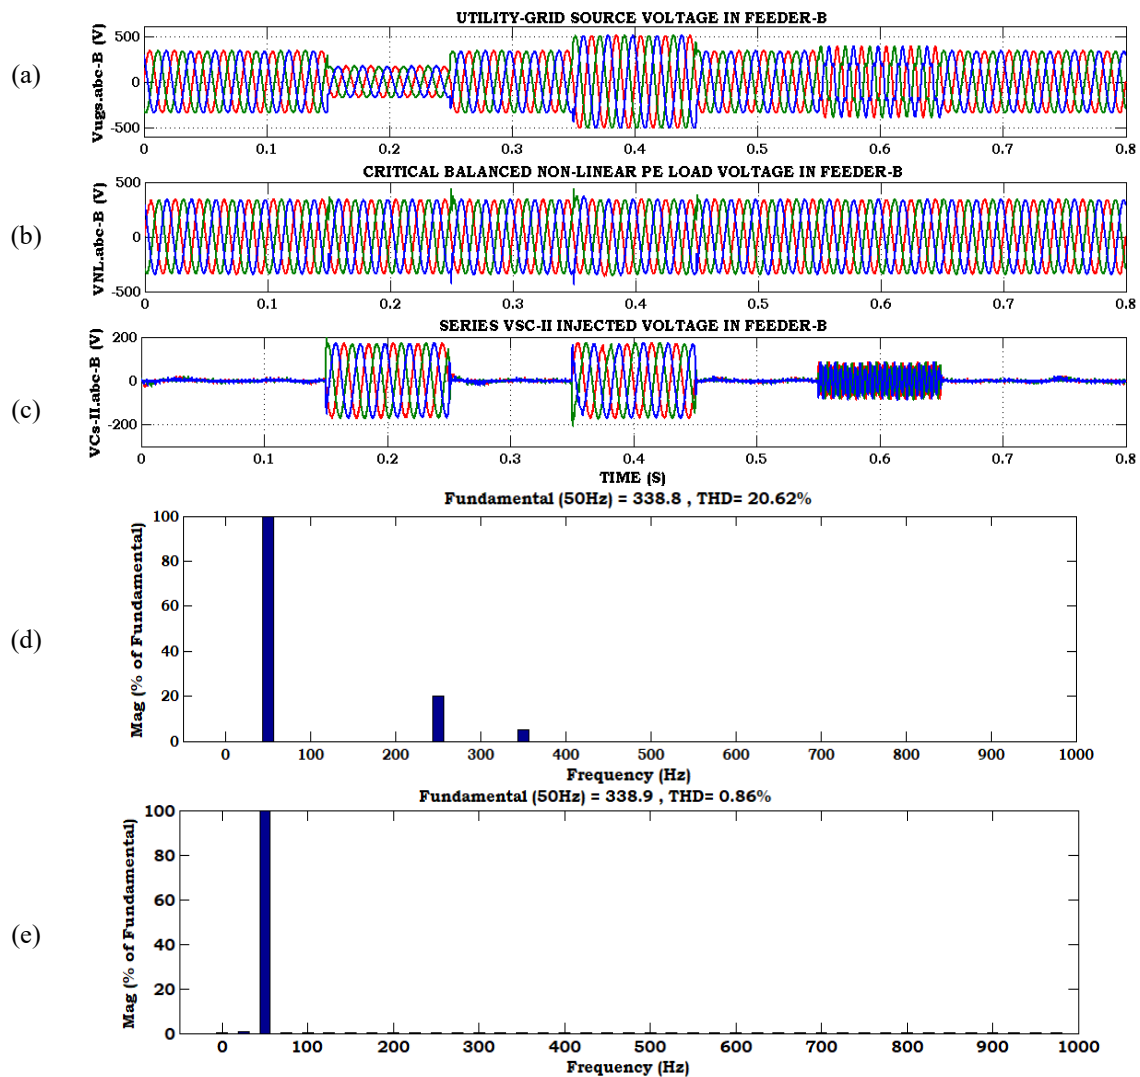 UTILITY-GRID SOURCE VOLTAGE IN FEEDER-B
(a)
Vugs.abc-B (V)
500
0
-500
0 0.1 0.2 0.3 0.4 0.5 0.6 0.7 0.8
CRITICAL BALANCED NON-LINEAR PE LOAD VOLTAGE IN FEEDER-B
(b)
VNL.abc-B (V)
500
0
-500
0 0.1 0.2 0.3 0.4 0.5 0.6 0.7 0.8
SERIES VSC-II INJECTED VOLTAGE IN FEEDER-B
(c)
VCs-II.abc-B (V)
200
0
-200
0 0.1 0.2 0.3 0.4 0.5 0.6 0.7 0.8
TIME (S)
Fundamental (50Hz) = 338.8 , THD= 20.62%
(d)
Mag (% of Fundamental)
100
80
60
40
20
0
0 100 200 300 400 500 600 700 800 900 1000
Frequency (Hz)
Fundamental (50Hz) = 338.9 , THD= 0.86%
(e)
Mag (% of Fundamental)
100
80
60
40
20
0
0 100 200 300 400 500 600 700 800 900 1000
Frequency (Hz)